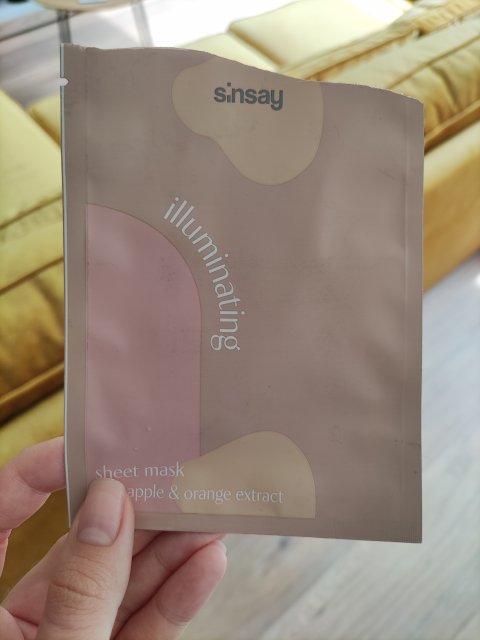 sinsay
illuminating
sheet mask
apple & orange extract